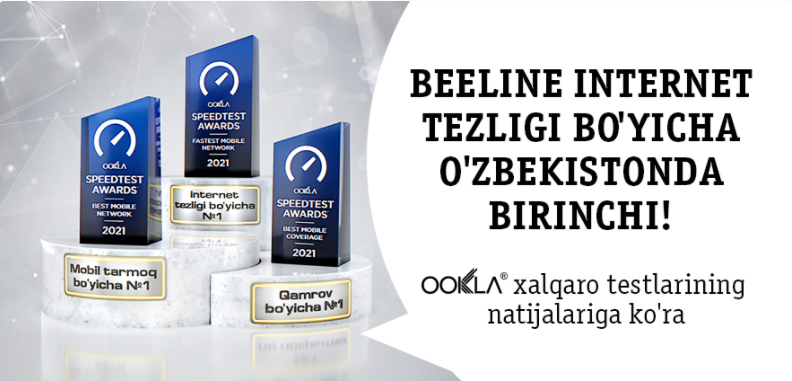 OOKLA
SPEEDTEST
AWARDS
FASTEST MOBILE
NETWORK
2021
Internet
tezligi bo'yicha
№1
OOKLA
SPEEDTEST
AWARDS
BEST MOBILE
NETWORK
2021
Mobil tarmoq
bo'yicha №1
OOKLA
SPEEDTEST
AWARDS
BEST MOBILE
COVERAGE
2021
Qamrov
bo'yicha №1
BEELINE INTERNET
TEZLIGI BO'YICHA
O'ZBEKISTONDA
BIRINCHI!
OOKLA® xalqaro testlarining
natijalariga ko'ra